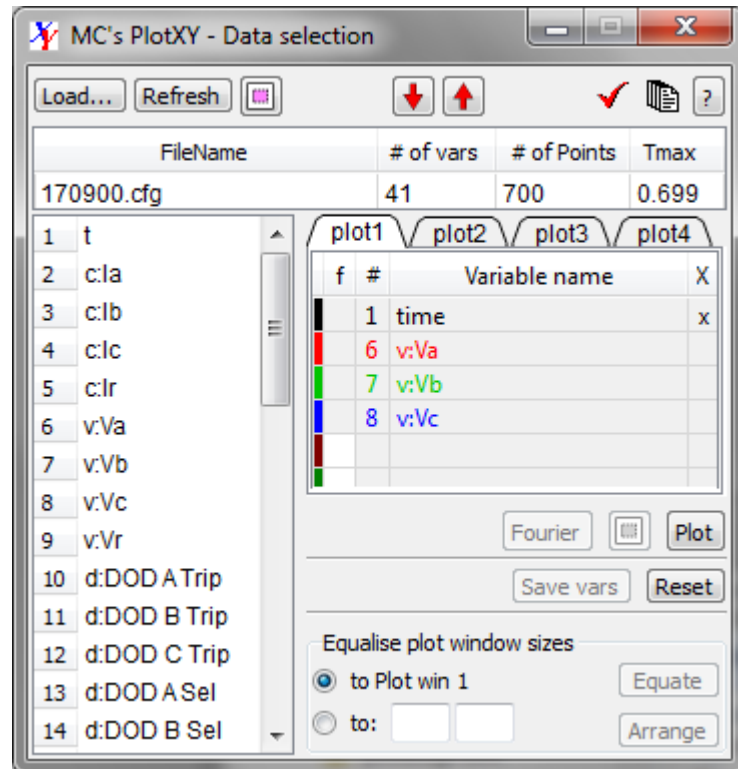 MC's PlotXY - Data selection
Load... Refresh ?
FileName # of vars # of Points Tmax
170900.cfg 41 700 0.699
1 t
2 c:Ia
3 c:Ib
4 c:Ic
5 c:Ir
6 v:Va
7 v:Vb
8 v:Vc
9 v:Vr
10 d:DOD A Trip
11 d:DOD B Trip
12 d:DOD C Trip
13 d:DOD A Sel
14 d:DOD B Sel
plot1 plot2 plot3 plot4
f # Variable name X
1 time x
6 v:Va
7 v:Vb
8 v:Vc
Fourier Plot
Save vars Reset
Equalise plot window sizes
to Plot win 1 Equate
to: Arrange